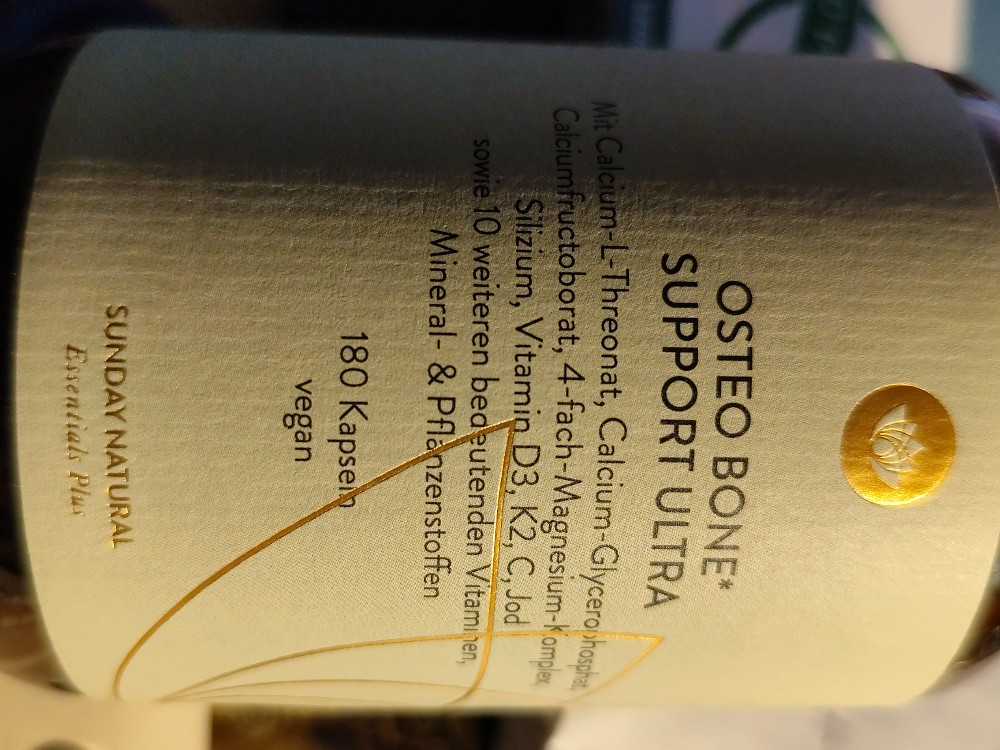 OSTEO BONE*
SUPPORT ULTRA
Mit Calcium-L-Threonat, Calcium-Glycerophosphat,
Calciumfructoborat, 4-fach-Magnesium-Komplex,
Silizium, Vitamin D3, K2, C, Jod
sowie 10 weiteren bedeutenden Vitaminen,
Mineral- & Pflanzenstoffen
180 Kapseln
vegan
SUNDAY NATURAL
Essentials Plus